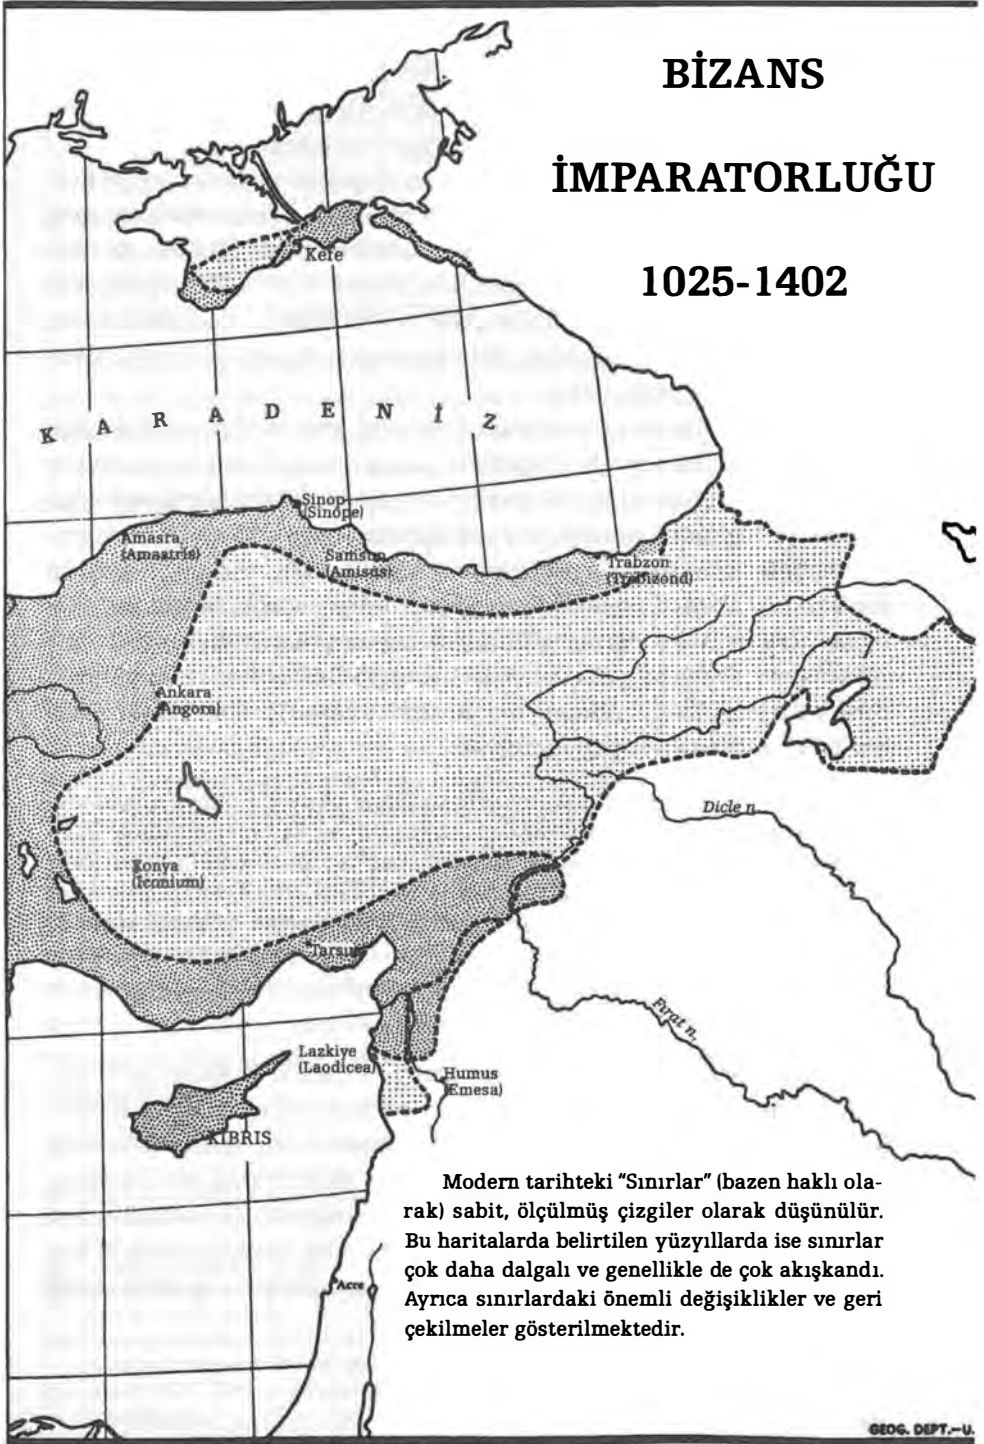 BİZANS
İMPARATORLUĞU
1025-1402
Kefe
K A R A D E N İ Z
Sinop
(Sinope)
Amasra
(Amastris)
Samsun
(Amisus)
Trabzon
(Trebizond)
Ankara
(Angora)
Dicle n.
Konya
(Iconium)
Tarsus
Fırat n.
Lazkiye
(Laodicea)
Humus
(Emesa)
KIBRIS
Modern tarihteki “Sınırlar” (bazen haklı ola-
rak) sabit, ölçülmüş çizgiler olarak düşünülür.
Bu haritalarda belirtilen yüzyıllarda ise sınırlar
çok daha dalgalı ve genellikle de çok akışkandı.
Ayrıca sınırlardaki önemli değişiklikler ve geri
çekilmeler gösterilmektedir.
Acre
GEOG. DEPT.—U.